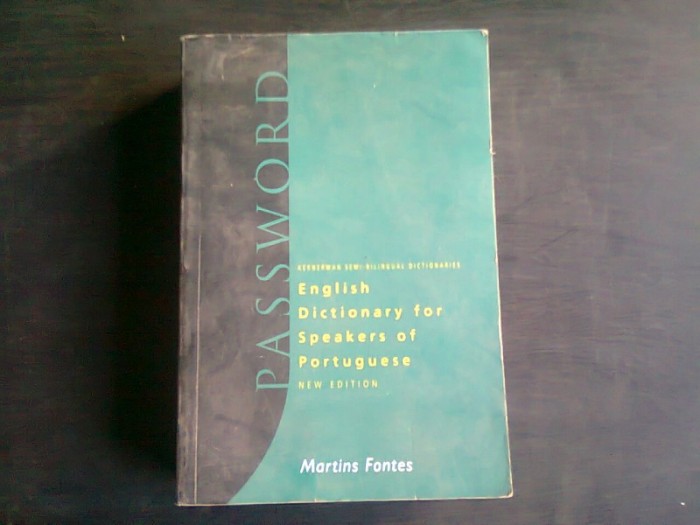 PASSWORD
KERNERMAN SEMI-BILINGUAL DICTIONARIES
English
Dictionary for
Speakers of
Portuguese
NEW EDITION
Martins Fontes